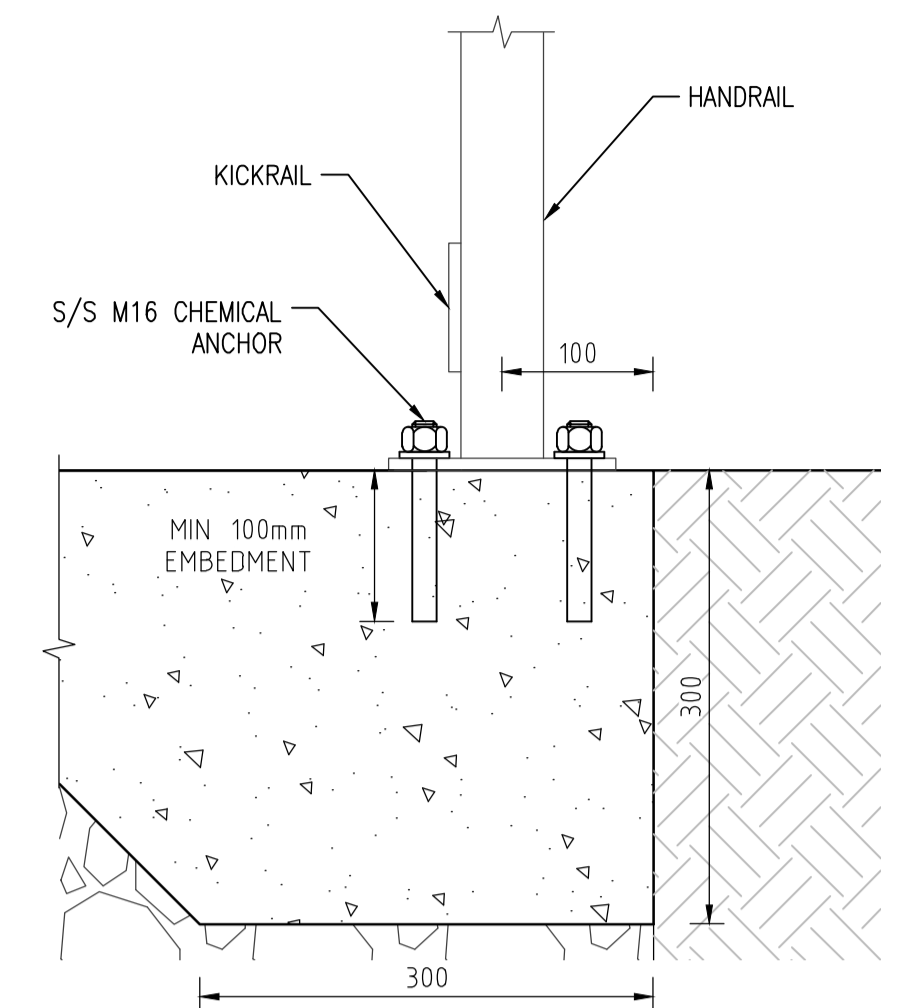 HANDRAIL
KICKRAIL
S/S M16 CHEMICAL
ANCHOR
100
MIN 100mm
EMBEDMENT
300
300